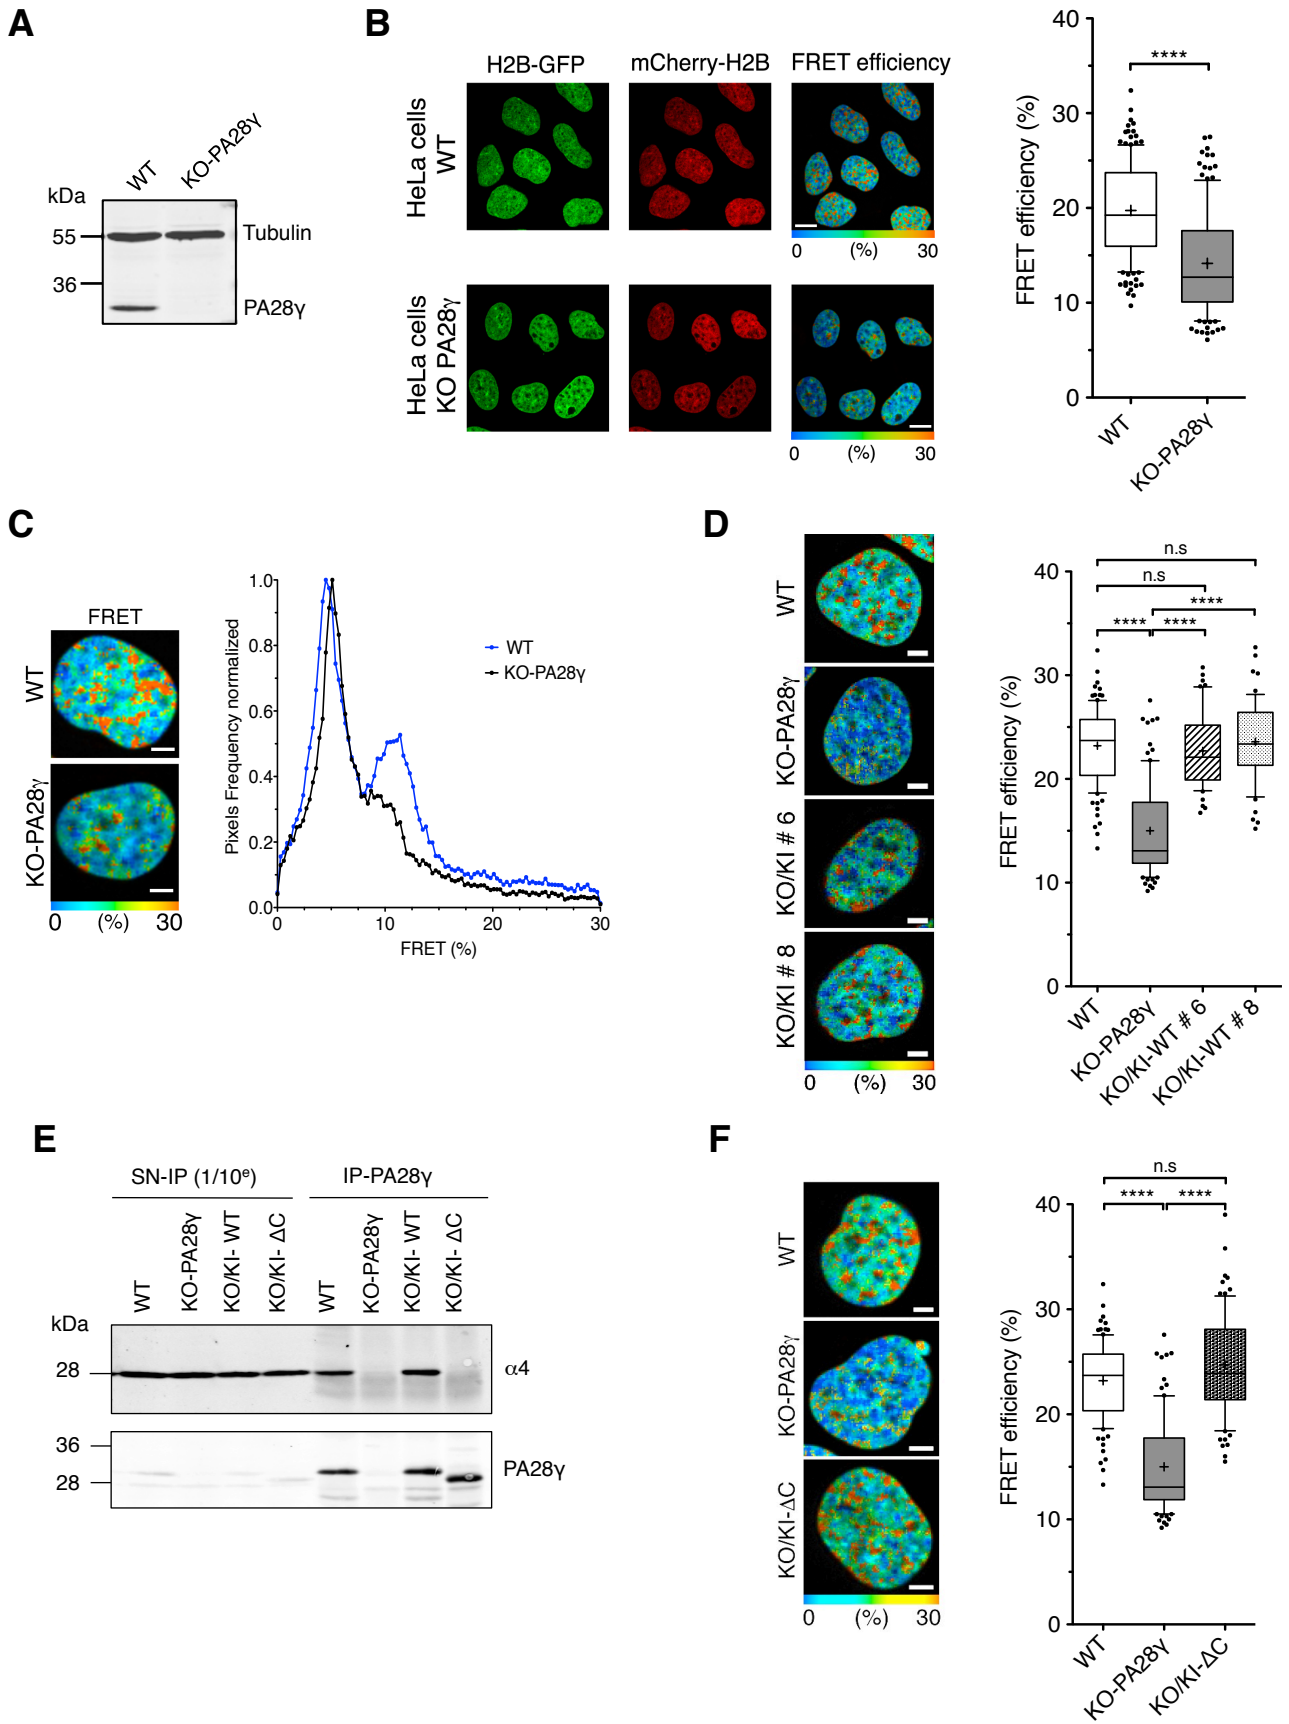 A
WT
KO-PA28γ
kDa
55
36
Tubulin
PA28γ
B
H2B-GFP
mCherry-H2B
FRET efficiency
HeLa cells
WT
0
(%)
30
HeLa cells
KO PA28γ
0
(%)
30
FRET efficiency (%)
40
30
20
10
0
****
WT
KO-PA28γ
C
FRET
WT
KO-PA28γ
0
(%)
30
Pixels Frequency normalized
1.0
0.8
0.6
0.4
0.2
0.0
0
10
20
30
FRET (%)
WT
KO-PA28γ
D
WT
KO-PA28γ
KO/KI # 6
KO/KI # 8
0
(%)
30
FRET efficiency (%)
40
30
20
10
0
n.s
n.s
****
****
****
WT
KO-PA28γ
KO/KI-WT # 6
KO/KI-WT # 8
E
SN-IP (1/10e)
IP-PA28γ
WT
KO-PA28γ
KO/KI- WT
KO/KI- ΔC
WT
KO-PA28γ
KO/KI- WT
KO/KI- ΔC
kDa
28
α4
36
28
PA28γ
F
WT
KO-PA28γ
KO/KI-ΔC
0
(%)
30
FRET efficiency (%)
40
30
20
10
0
n.s
****
****
WT
KO-PA28γ
KO/KI-ΔC